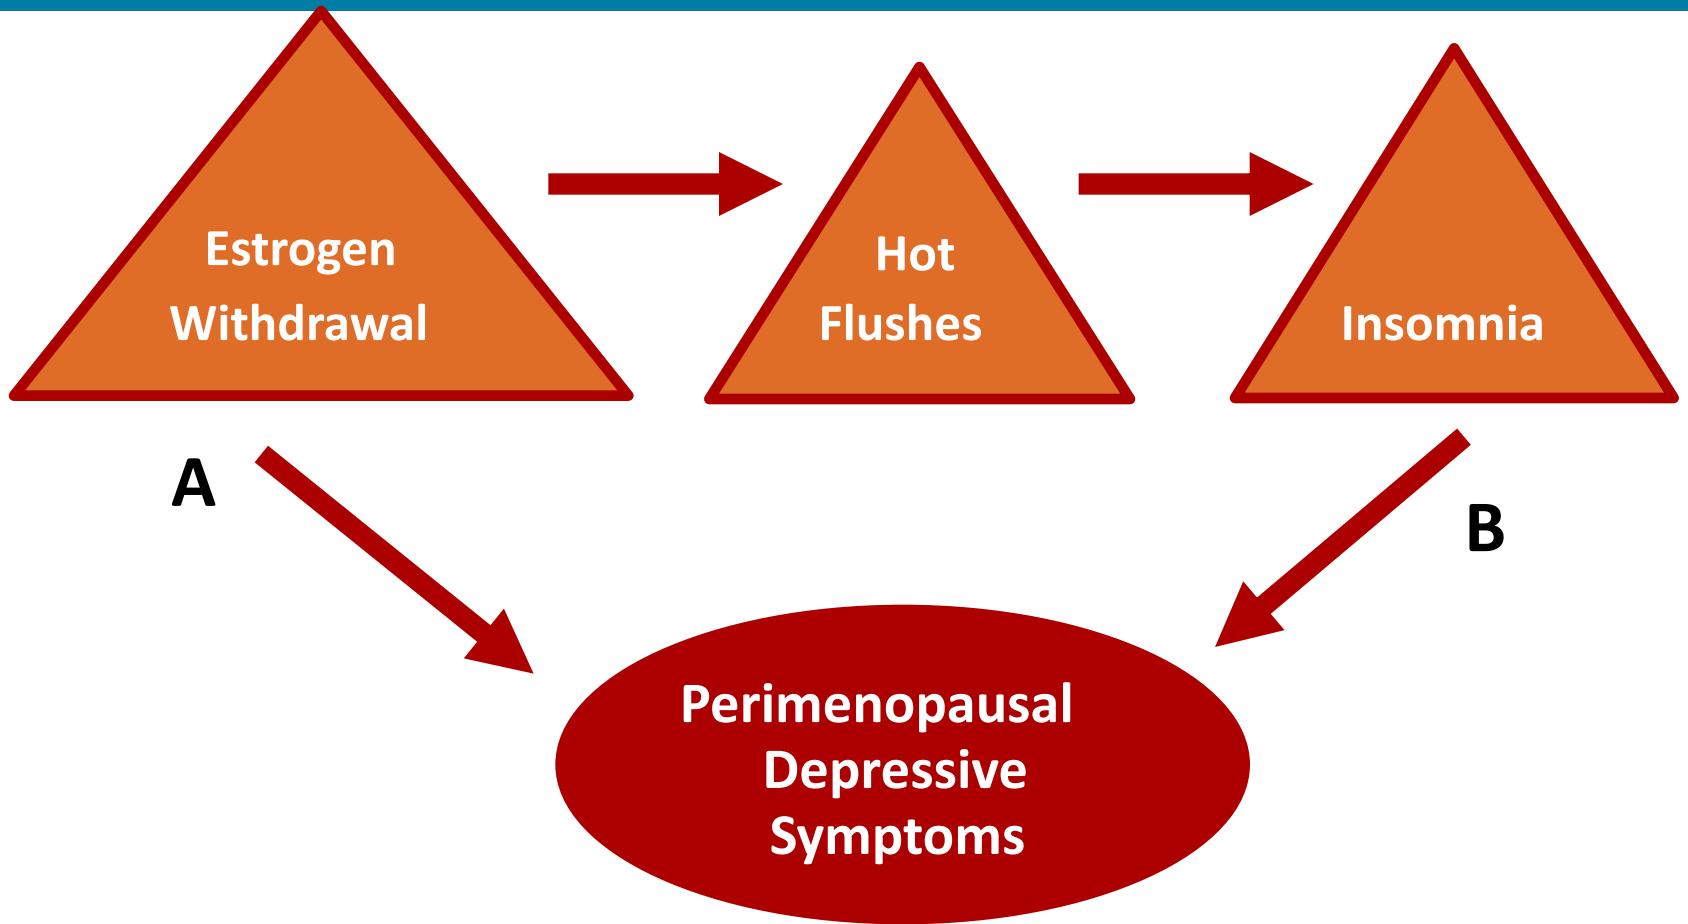 Estrogen
Withdrawal
Hot
Flushes
Insomnia
A
B
Perimenopausal
Depressive
Symptoms